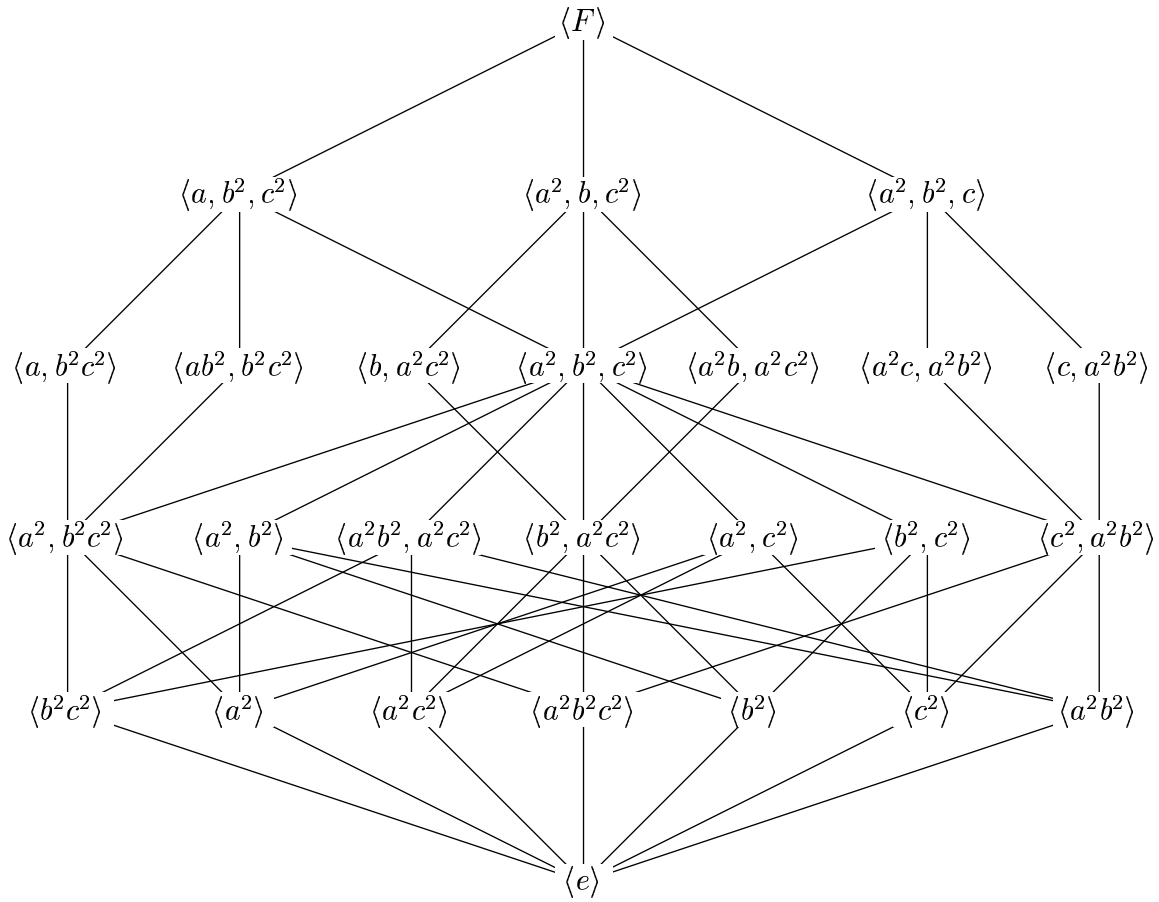 ⟨F⟩
⟨a, b², c²⟩ ⟨a², b, c²⟩ ⟨a², b², c⟩
⟨a, b²c²⟩ ⟨ab², b²c²⟩ ⟨b, a²c²⟩ ⟨a², b², c²⟩ ⟨a²b, a²c²⟩ ⟨a²c, a²b²⟩ ⟨c, a²b²⟩
⟨a², b²c²⟩ ⟨a², b²⟩ ⟨a²b², a²c²⟩ ⟨b², a²c²⟩ ⟨a², c²⟩ ⟨b², c²⟩ ⟨c², a²b²⟩
⟨b²c²⟩ ⟨a²⟩ ⟨a²c²⟩ ⟨a²b²c²⟩ ⟨b²⟩ ⟨c²⟩ ⟨a²b²⟩
⟨e⟩